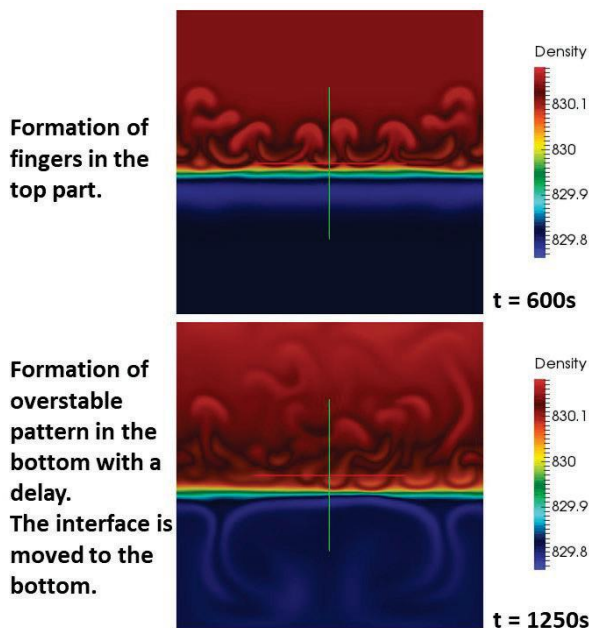 Formation of
fingers in the
top part.
Density
830.1
830
829.9
829.8
t = 600s
Formation of
overstable
pattern in the
bottom with a
delay.
The interface is
moved to the
bottom.
Density
830.1
830
829.9
829.8
t = 1250s